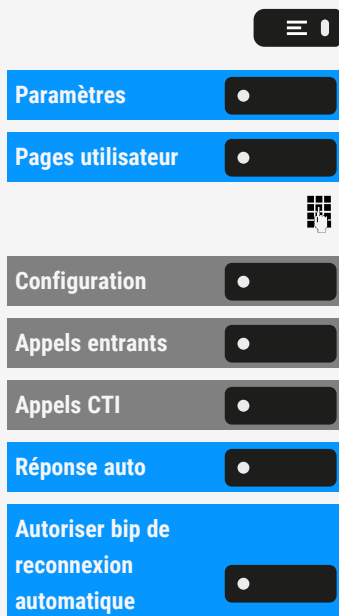 Paramètres
Pages utilisateur
Configuration
Appels entrants
Appels CTI
Réponse auto
Autoriser bip de
reconnexion
automatique